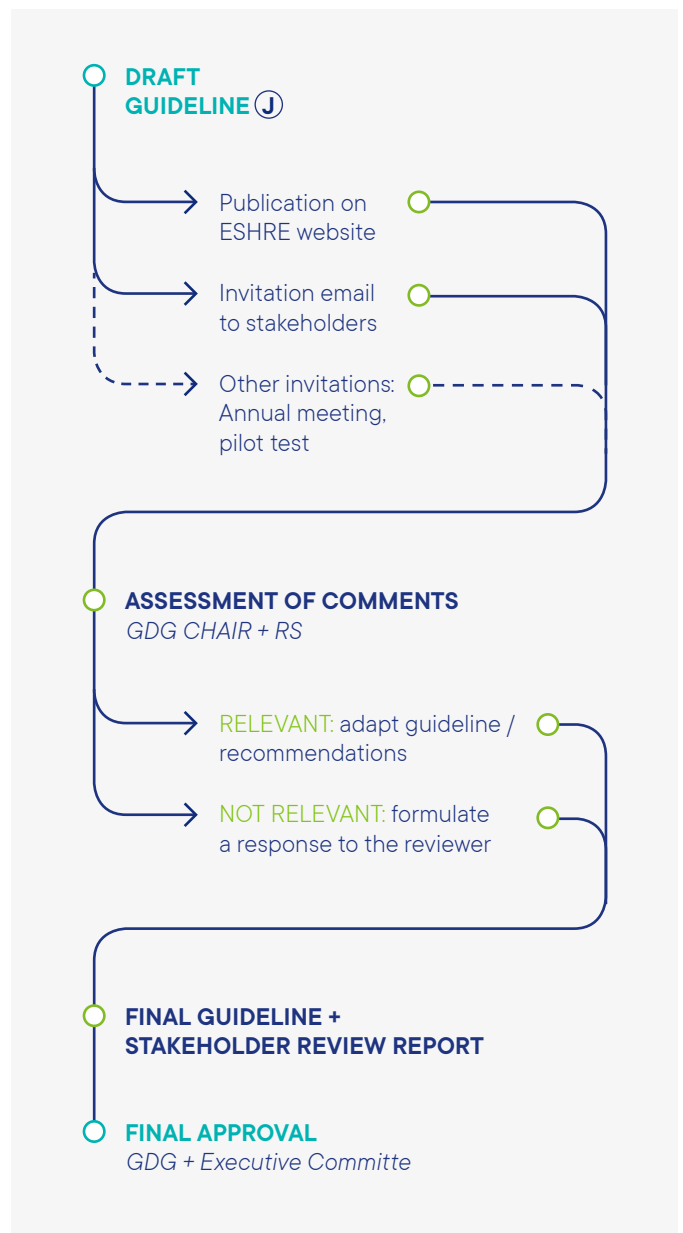 DRAFT
GUIDELINE J
Publication on
ESHRE website
Invitation email
to stakeholders
Other invitations:
Annual meeting,
pilot test
ASSESSMENT OF COMMENTS
GDG CHAIR + RS
RELEVANT: adapt guideline /
recommendations
NOT RELEVANT: formulate
a response to the reviewer
FINAL GUIDELINE +
STAKEHOLDER REVIEW REPORT
FINAL APPROVAL
GDG + Executive Committe